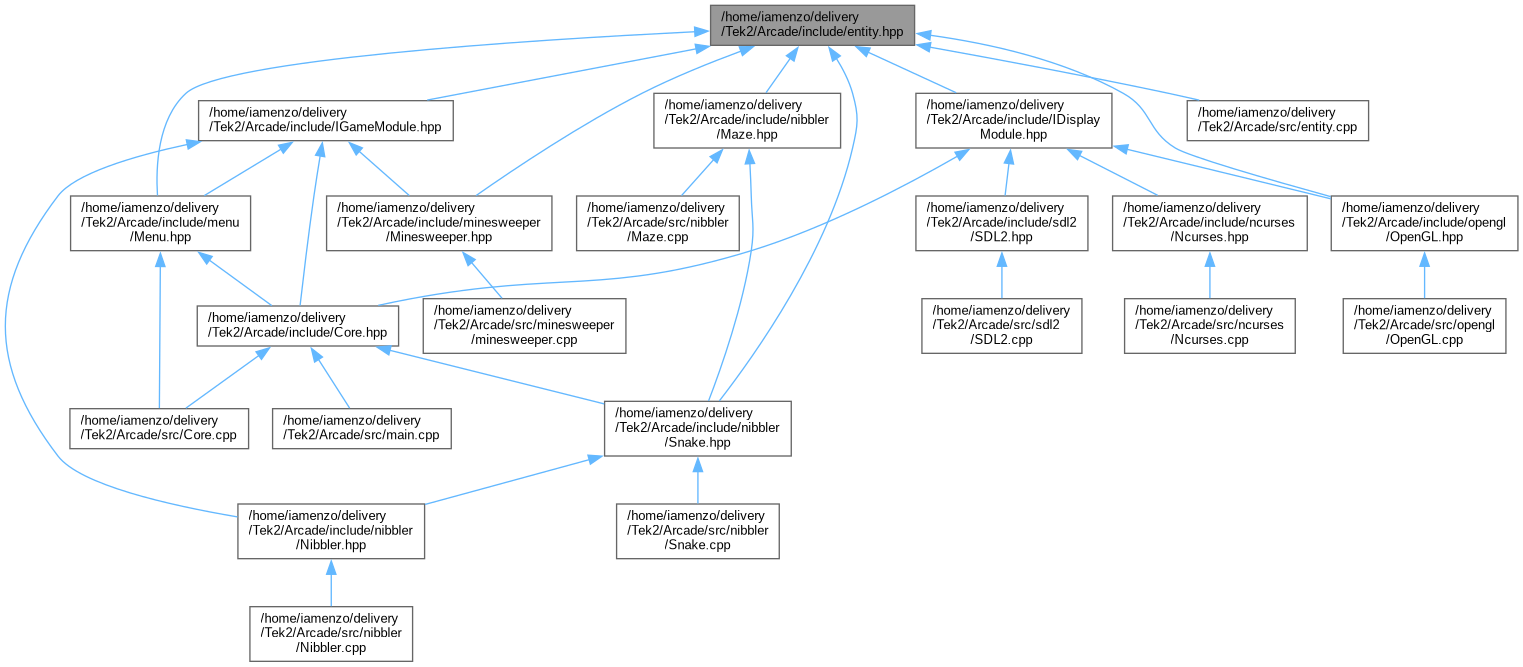 /home/iamenzo/delivery
/Tek2/Arcade/include/entity.hpp
/home/iamenzo/delivery
/Tek2/Arcade/include/IGameModule.hpp
/home/iamenzo/delivery
/Tek2/Arcade/include/nibbler
/Maze.hpp
/home/iamenzo/delivery
/Tek2/Arcade/include/IDisplay
Module.hpp
/home/iamenzo/delivery
/Tek2/Arcade/src/entity.cpp
/home/iamenzo/delivery
/Tek2/Arcade/include/menu
/Menu.hpp
/home/iamenzo/delivery
/Tek2/Arcade/include/minesweeper
/Minesweeper.hpp
/home/iamenzo/delivery
/Tek2/Arcade/src/nibbler
/Maze.cpp
/home/iamenzo/delivery
/Tek2/Arcade/include/sdl2
/SDL2.hpp
/home/iamenzo/delivery
/Tek2/Arcade/include/ncurses
/Ncurses.hpp
/home/iamenzo/delivery
/Tek2/Arcade/include/opengl
/OpenGL.hpp
/home/iamenzo/delivery
/Tek2/Arcade/include/Core.hpp
/home/iamenzo/delivery
/Tek2/Arcade/src/minesweeper
/minesweeper.cpp
/home/iamenzo/delivery
/Tek2/Arcade/src/sdl2
/SDL2.cpp
/home/iamenzo/delivery
/Tek2/Arcade/src/ncurses
/Ncurses.cpp
/home/iamenzo/delivery
/Tek2/Arcade/src/opengl
/OpenGL.cpp
/home/iamenzo/delivery
/Tek2/Arcade/src/Core.cpp
/home/iamenzo/delivery
/Tek2/Arcade/src/main.cpp
/home/iamenzo/delivery
/Tek2/Arcade/include/nibbler
/Snake.hpp
/home/iamenzo/delivery
/Tek2/Arcade/include/nibbler
/Nibbler.hpp
/home/iamenzo/delivery
/Tek2/Arcade/src/nibbler
/Snake.cpp
/home/iamenzo/delivery
/Tek2/Arcade/src/nibbler
/Nibbler.cpp